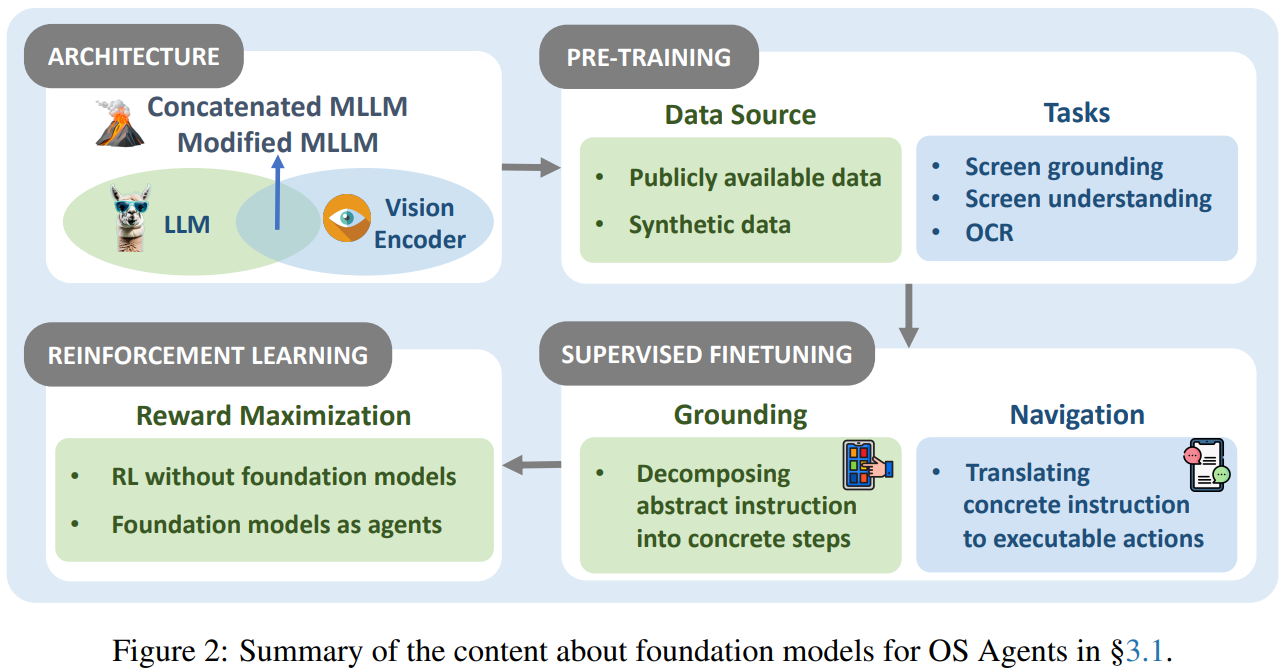 ARCHITECTURE
Concatenated MLLM
Modified MLLM
LLM
Vision
Encoder
PRE-TRAINING
Data Source
• Publicly available data
• Synthetic data
Tasks
• Screen grounding
• Screen understanding
• OCR
REINFORCEMENT LEARNING
Reward Maximization
• RL without foundation models
• Foundation models as agents
SUPERVISED FINETUNING
Grounding
• Decomposing
abstract instruction
into concrete steps
Navigation
• Translating
concrete instruction
to executable actions
Figure 2: Summary of the content about foundation models for OS Agents in §3.1.